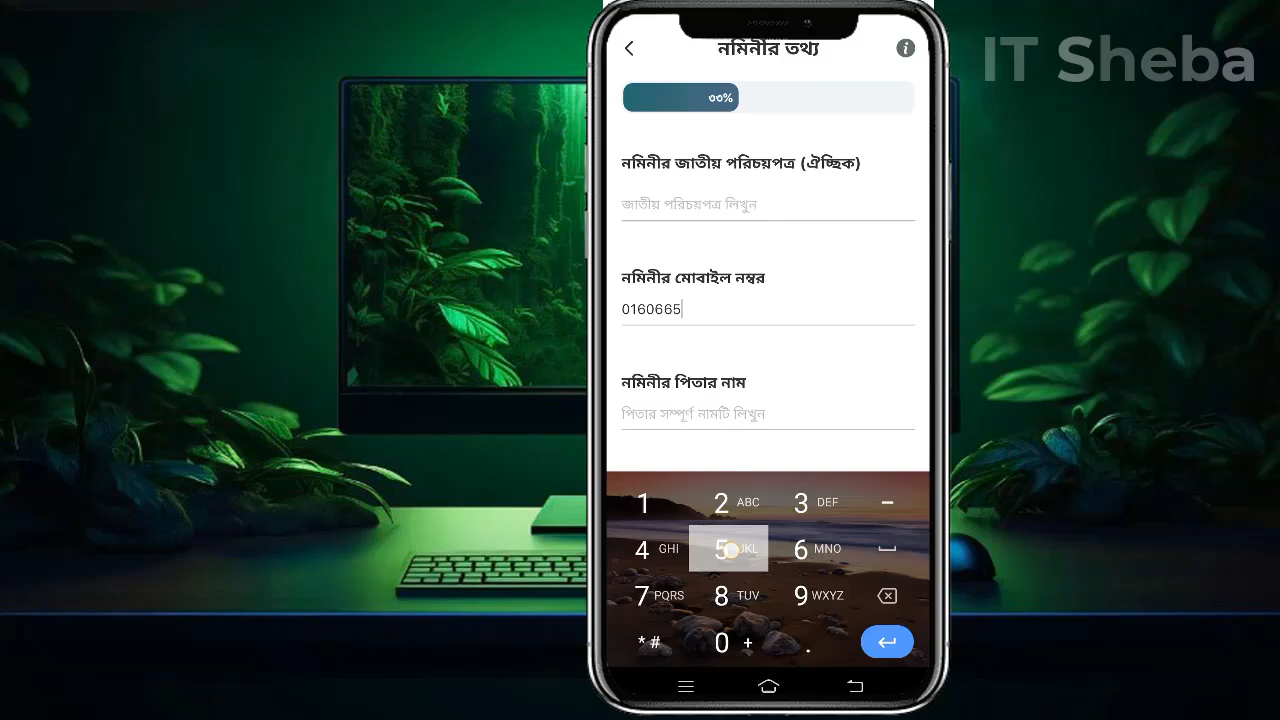 IT Sheba
নমিনীর তথ্য
৩৩%
নমিনীর জাতীয় পরিচয়পত্র (ঐচ্ছিক)
জাতীয় পরিচয়পত্র লিখুন
নমিনীর মোবাইল নম্বর
0160665
নমিনীর পিতার নাম
পিতার সম্পূর্ণ নামটি লিখুন
1 2 ABC 3 DEF -
4 GHI 5 JKL 6 MNO
7 PQRS 8 TUV 9 WXYZ
* # 0 + .